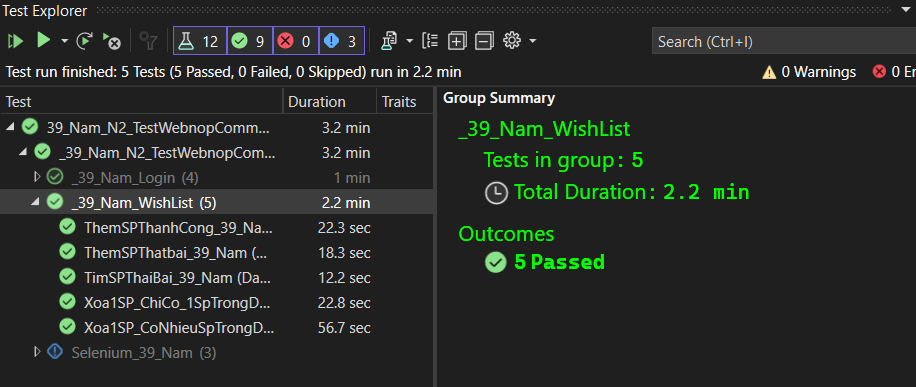 Test Explorer
12 9 0 3 Search (Ctrl+I)
Test run finished: 5 Tests (5 Passed, 0 Failed, 0 Skipped) run in 2.2 min 0 Warnings 0 Er
Test Duration Traits
39_Nam_N2_TestWebnopComm... 3.2 min
_39_Nam_N2_TestWebnopCom... 3.2 min
_39_Nam_Login (4) 1 min
_39_Nam_WishList (5) 2.2 min
ThemSPThanhCong_39_Na... 22.3 sec
ThemSPThatbai_39_Nam (... 18.3 sec
TimSPThaiBai_39_Nam (Da... 12.2 sec
Xoa1SP_ChiCo_1SpTrongD... 22.8 sec
Xoa1SP_CoNhieuSpTrongD... 56.7 sec
Selenium_39_Nam (3)
Group Summary
_39_Nam_WishList
Tests in group: 5
Total Duration: 2.2 min
Outcomes
5 Passed